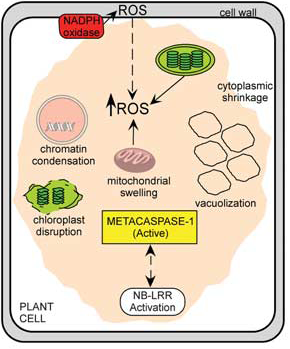 ROS
cell wall
NADPH
oxidase
ROS
cytoplasmic
shrinkage
chromatin
condensation
mitochondrial
swelling
vacuolization
chloroplast
disruption
METACASPASE-1
(Active)
NB-LRR
Activation
PLANT
CELL